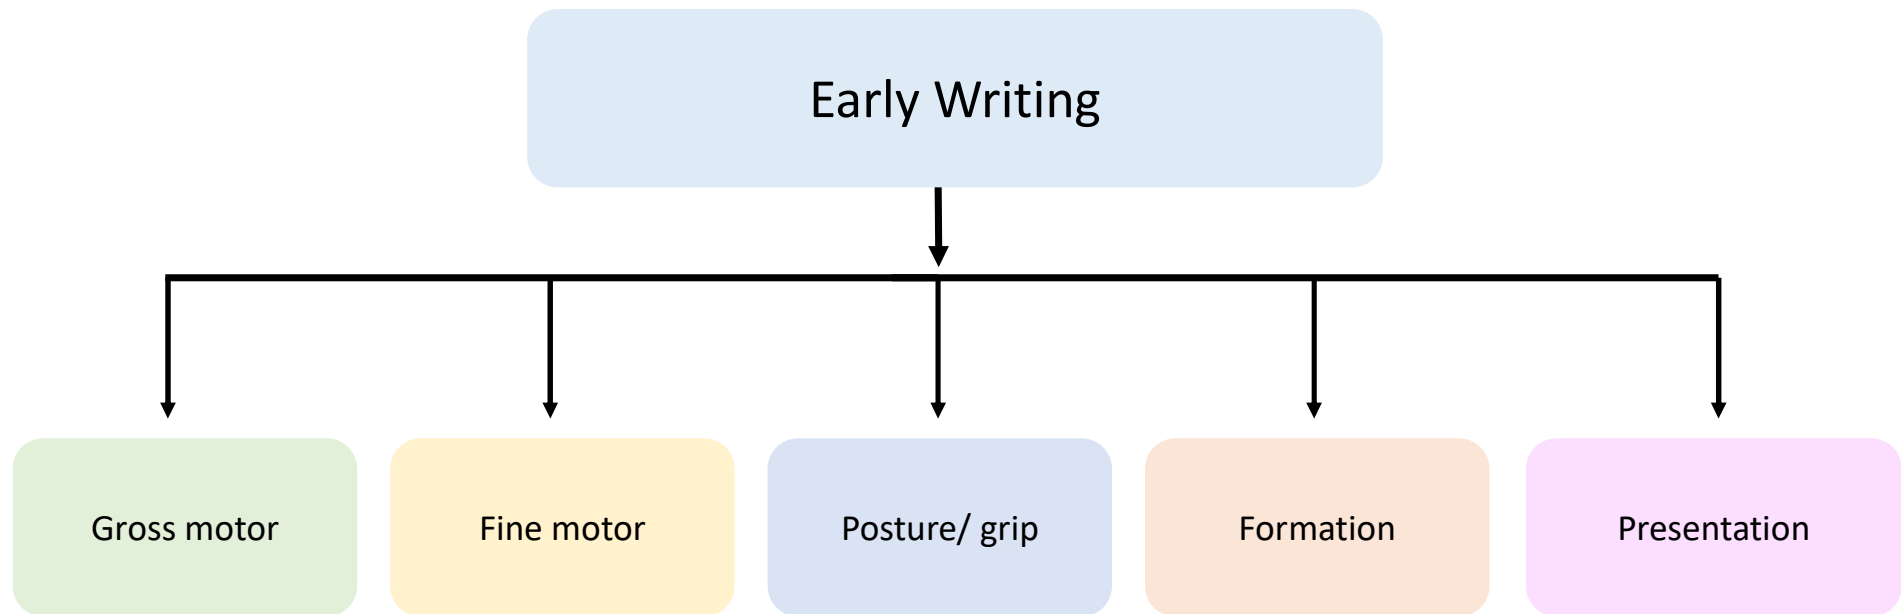 Early Writing
Gross motor
Fine motor
Posture/ grip
Formation
Presentation